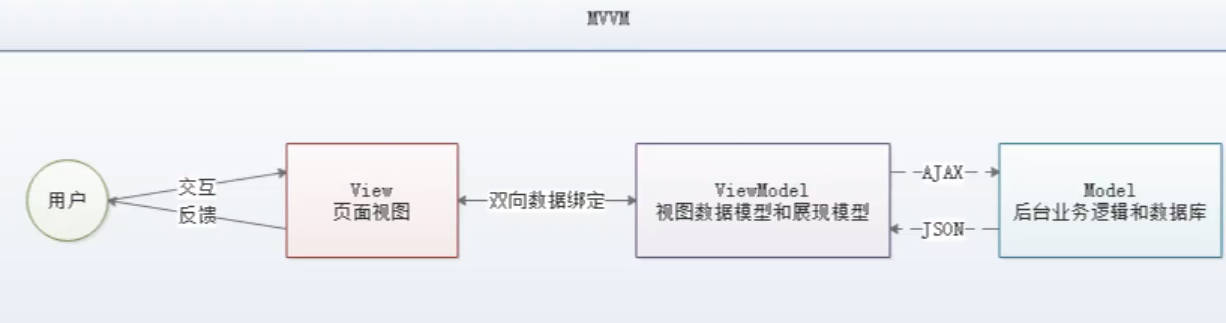 MVVM
用户
交互
反馈
View
页面视图
双向数据绑定
ViewModel
视图数据模型和展现模型
AJAX
JSON
Model
后台业务逻辑和数据库